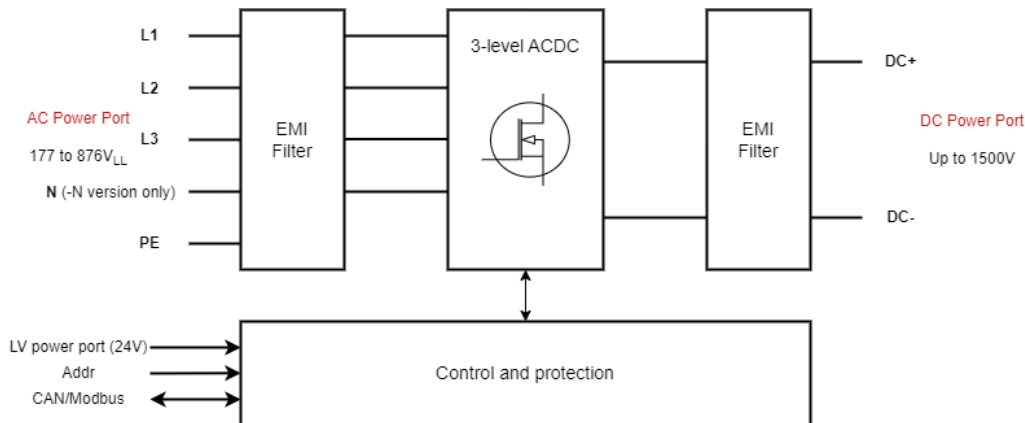 L1
3-level ACDC
DC+
L2
AC Power Port
EMI
Filter
EMI
Filter
DC Power Port
L3
177 to 876V_LL
Up to 1500V
N (-N version only)
DC-
PE
LV power port (24V)
Addr
Control and protection
CAN/Modbus